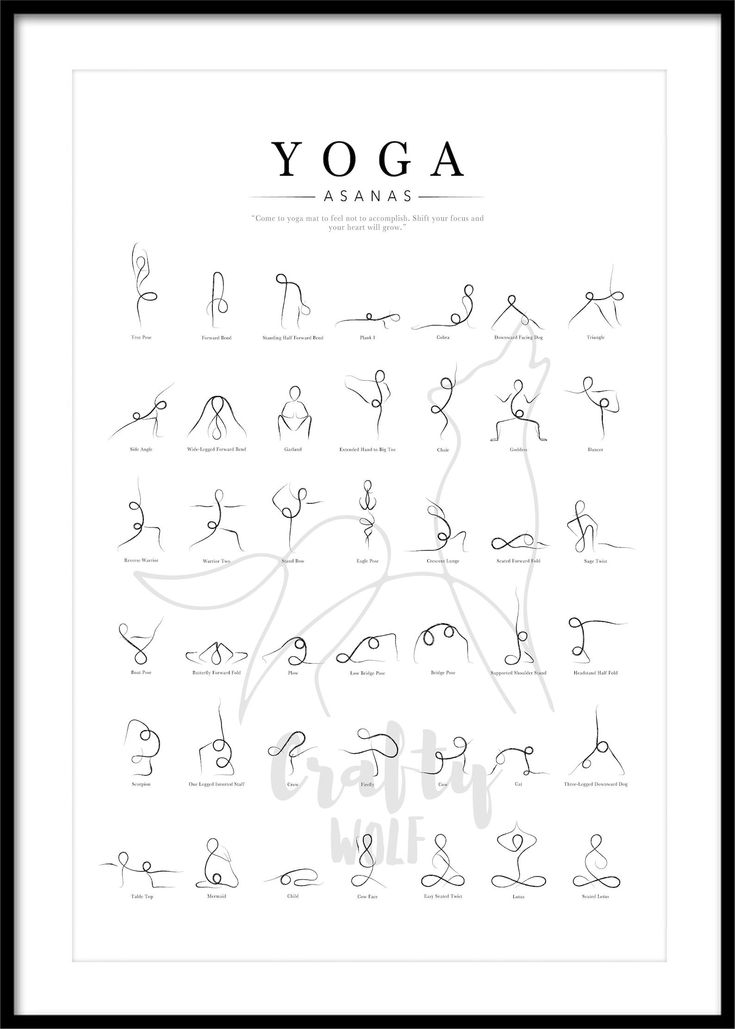 YOGA
ASANAS
"Come to yoga mat to feel not to accomplish. Shift your focus and
your heart will grow."
Tree Pose Forward Bend Standing Half Forward Bend Plank I Cobra Downward Facing Dog Triangle
Side Angle Wide-Legged Forward Bend Garland Extended Hand to Big Toe Chair Goddess Dancer
Reverse Warrior Warrior Two Stand Bow Eagle Pose Crescent Lunge Seated Forward Fold Sage Twist
Boat Pose Butterfly Forward Fold Plow Low Bridge Pose Bridge Pose Supported Shoulder Stand Headstand Half Fold
Scorpion One Legged Inverted Staff Crow Firefly Cow Cat Three-Legged Downward Dog
Crafty
WOLF
Table Top Mermaid Child Cow Face Easy Seated Twist Lotus Seated Lotus